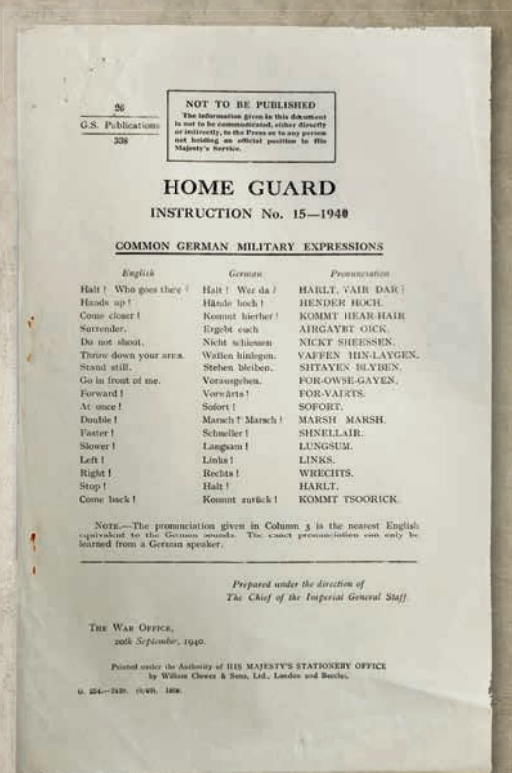 26
G.S. Publications
338
NOT TO BE PUBLISHED
The information given in this document
is not to be communicated, either directly
or indirectly, to the Press or to any person
not holding an official position in His
Majesty's Service.
HOME GUARD
INSTRUCTION No. 15—1940
COMMON GERMAN MILITARY EXPRESSIONS
English German Pronunciation
Halt! Who goes there? Halt! Wer da? HARLT. VAIR DAR?
Hands up! Hände hoch! HENDER HOCH.
Come closer! Kommt hierher! KOMMT HEAR-HAIR
Surrender. Ergebt euch AIRGAYBT OICK.
Do not shoot. Nicht schiessen NICKT SHEESSEN.
Throw down your arms. Waffen hinlegen. VAFFEN HIN-LAYGEN.
Stand still. Stehen bleiben. SHTAYEN BLYBEN.
Go in front of me. Vorausgehen. FOR-OWSE-GAYEN.
Forward! Vorwärts! FOR-VAIRTS.
At once! Sofort! SOFORT.
Double! Marsch! Marsch! MARSH MARSH.
Faster! Schneller! SHNELLAIR.
Slower! Langsam! LUNGSUM.
Left! Links! LINKS.
Right! Rechts! WRECHTS.
Stop! Halt! HARLT.
Come back! Kommt zurück! KOMMT TSOORICK.
NOTE.—The pronunciation given in Column 3 is the nearest English
equivalent to the German sounds. The exact pronunciation can only be
learned from a German speaker.
Prepared under the direction of
The Chief of the Imperial General Staff
THE WAR OFFICE,
20th September, 1940.
Printed under the Authority of HIS MAJESTY'S STATIONERY OFFICE
by William Clowes & Sons, Ltd., London and Beccles.